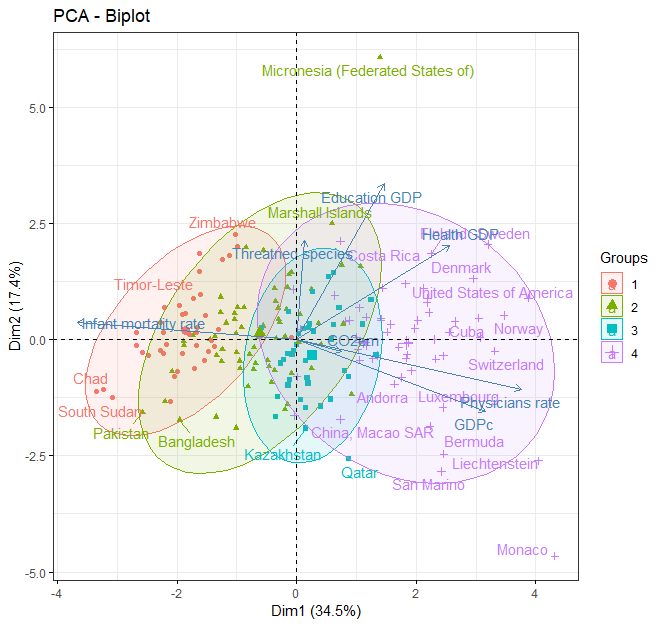 PCA - Biplot
Micronesia (Federated States of)
Education GDP
Marshall Islands
Zimbabwe
Health GDP
Sweden
Threatned species
Costa Rica
Denmark
Timor-Leste
United States of America
Infant mortality rate
Cuba
Norway
Switzerland
Chad
Andorra
Luxembourg
Physicians rate
South Sudan
GDPc
Pakistan
Bangladesh
China, Macao SAR
Bermuda
Kazakhstan
Liechtenstein
Qatar
San Marino
Monaco
5.0
2.5
0.0
-2.5
-5.0
Dim2 (17.4%)
-4
-2
0
2
4
Dim1 (34.5%)
Groups
a 1
a 2
a 3
a 4